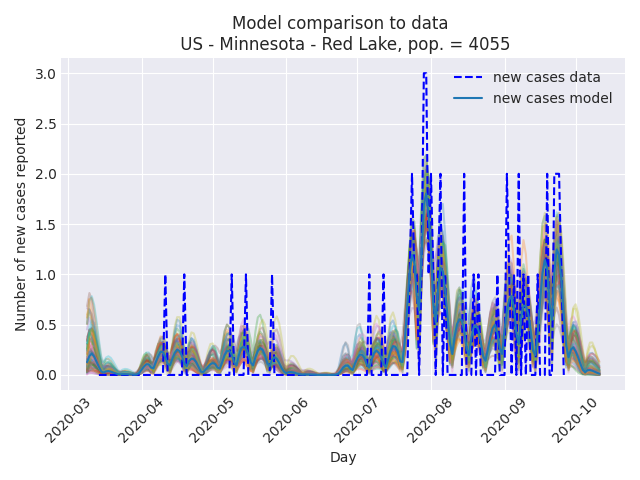 Model comparison to data
US - Minnesota - Red Lake, pop. = 4055
new cases data
new cases model
Number of new cases reported
3.0
2.5
2.0
1.5
1.0
0.5
0.0
2020-03
2020-04
2020-05
2020-06
2020-07
2020-08
2020-09
2020-10
Day